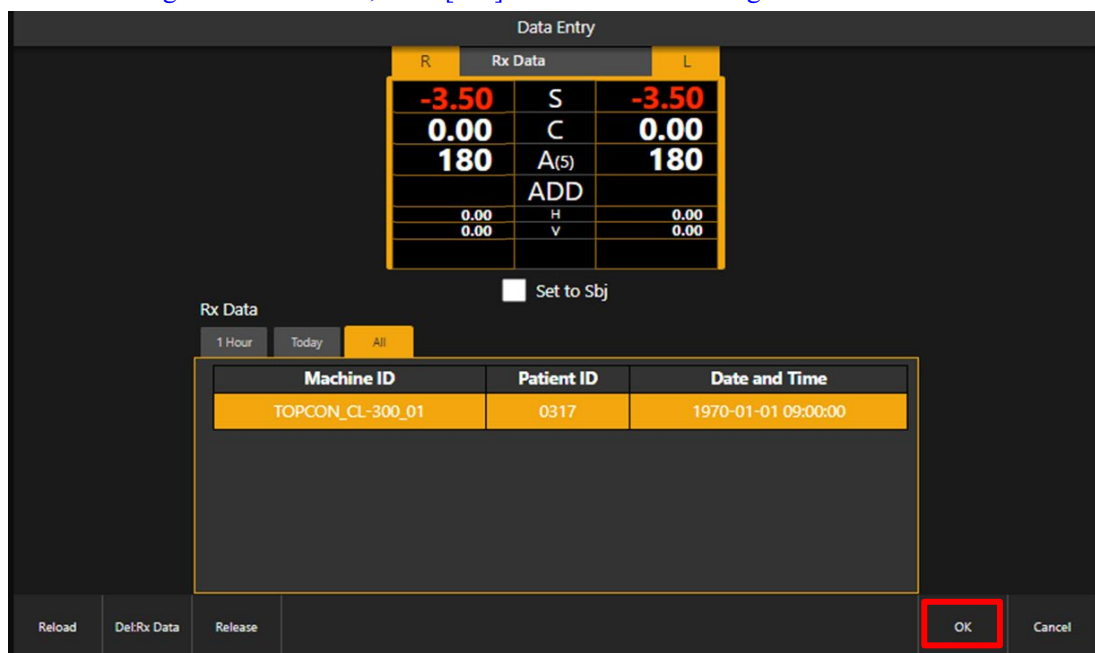 Data Entry
R Rx Data L
-3.50 S -3.50
0.00 C 0.00
180 A(5) 180
ADD
0.00 H 0.00
0.00 V 0.00
Set to Sbj
Rx Data
1 Hour Today All
Machine ID Patient ID Date and Time
TOPCON_CL-300_01 0317 1970-01-01 09:00:00
Reload Del:Rx Data Release OK Cancel